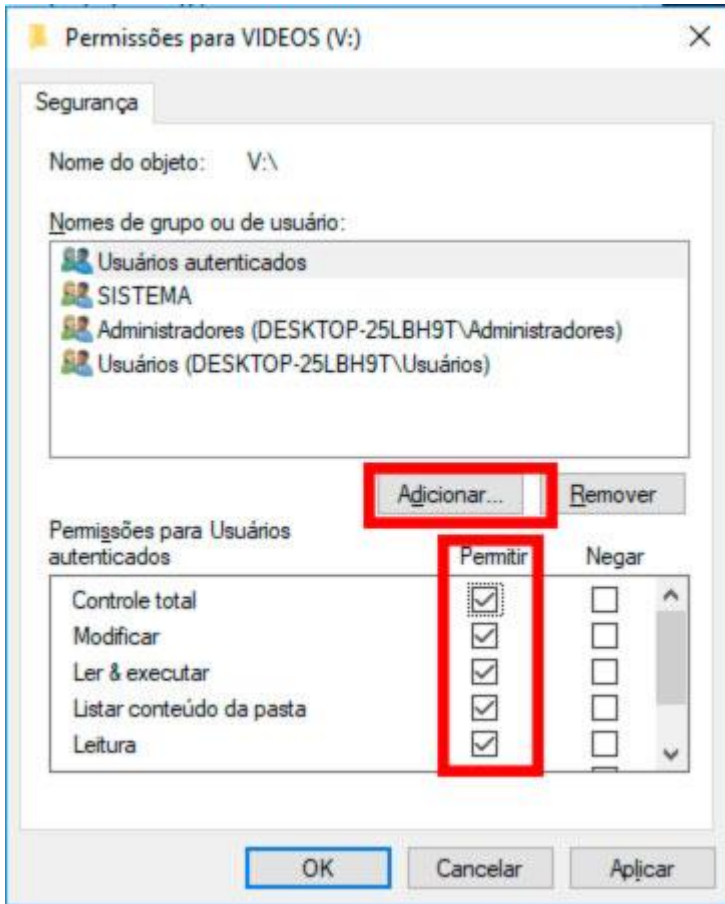 Permissões para VIDEOS (V:)
Segurança
Nome do objeto: V:\
Nomes de grupo ou de usuário:
Usuários autenticados
SISTEMA
Administradores (DESKTOP-25LBH9T\Administradores)
Usuários (DESKTOP-25LBH9T\Usuários)
Adicionar... Remover
Permissões para Usuários
autenticados Permitir Negar
Controle total
Modificar
Ler & executar
Listar conteúdo da pasta
Leitura
OK Cancelar Aplicar